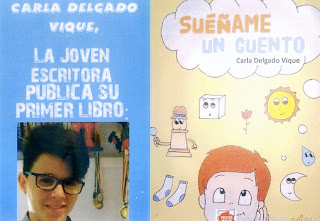 CARLA DELGADO
VIQUE,
LA JOVEN
ESCRITORA
PUBLICA SU
PRIMER LIBRO.
SUÉÑAME
UN CUENTO
Carla Delgado Vique